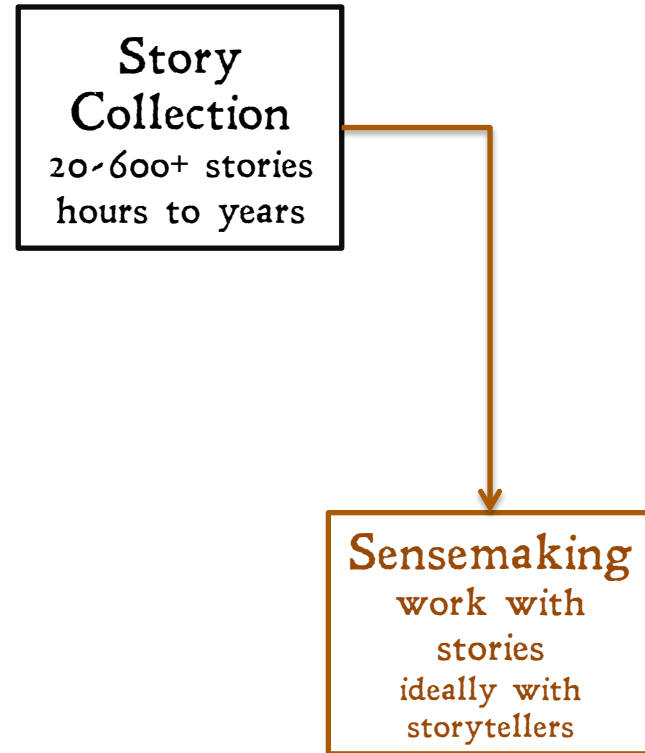 Story
Collection
20-600+ stories
hours to years
Sensemaking
work with
stories
ideally with
storytellers